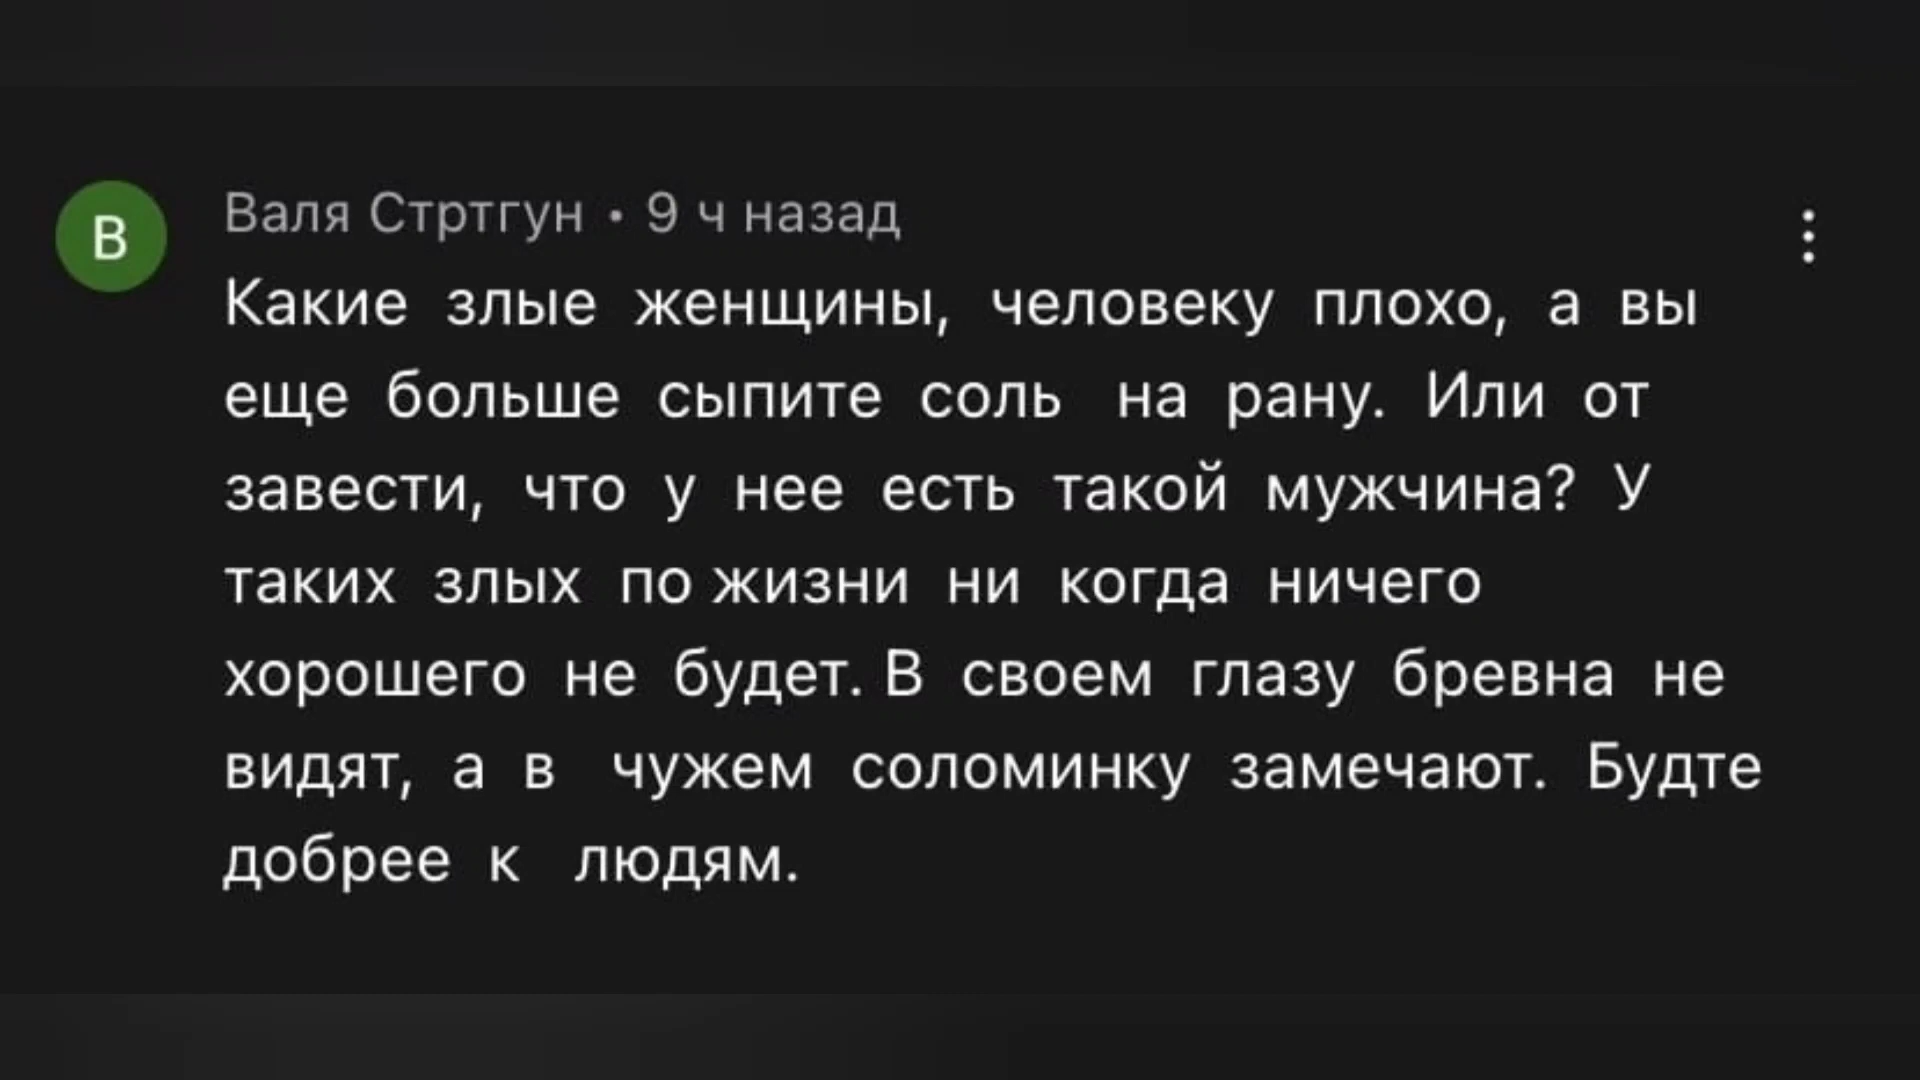 В
Валя Стртгун • 9 ч назад
Какие злые женщины, человеку плохо, а вы
еще больше сыпите соль на рану. Или от
завести, что у нее есть такой мужчина? У
таких злых по жизни ни когда ничего
хорошего не будет. В своем глазу бревна не
видят, а в чужем соломинку замечают. Будте
добрее к людям.